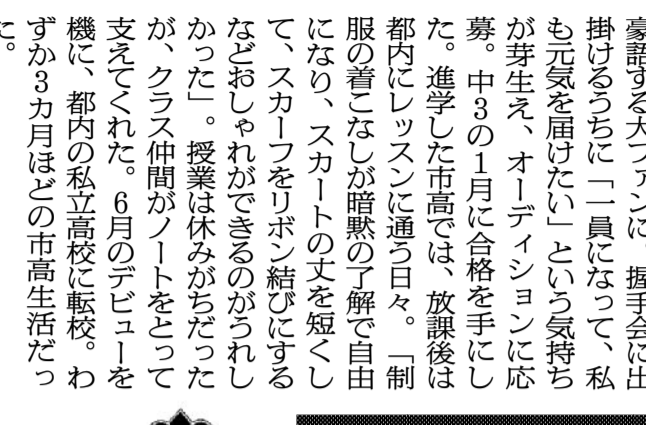 豪語する大ファンに。握手会に出
掛けるうちに「一員になって、私
も元気を届けたい」という気持ち
が芽生え、オーディションに応
募。中3の1月に合格を手にし
た。進学した市高では、放課後は
都内にレッスンに通う日々。「制
服の着こなしが暗黙の了解で自由
になり、スカートの丈を短くし
て、スカーフをリボン結びにする
などおしゃれができるのがうれし
かった」。授業は休みがちだった
が、クラス仲間がノートをとって
支えてくれた。6月のデビューを
機に、都内の私立高校に転校。わ
ずか3カ月ほどの市高生活だっ
た。